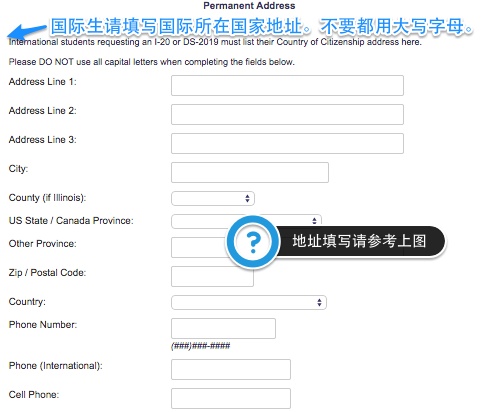 Permanent Address
国际生请填写国际所在国家地址。不要都用大写字母。
International students requesting an I-20 or DS-2019 must list their Country of Citizenship address here.
Please DO NOT use all capital letters when completing the fields below.
Address Line 1:
Address Line 2:
Address Line 3:
City:
County (if Illinois):
US State / Canada Province:
Other Province:
? 地址填写请参考上图
Zip / Postal Code:
Country:
Phone Number:
(###)###-####
Phone (International):
Cell Phone: